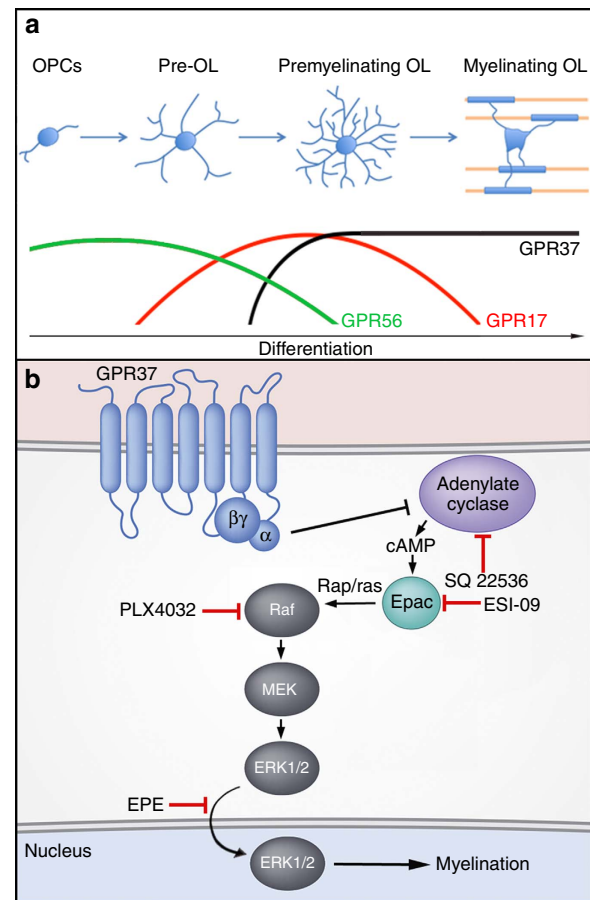 a
OPCs
Pre-OL
Premyelinating OL
Myelinating OL
GPR37
GPR56
GPR17
Differentiation
b
GPR37
βγ
α
Adenylate
cyclase
cAMP
SQ 22536
Rap/ras
Epac
ESI-09
PLX4032
Raf
MEK
ERK1/2
EPE
Nucleus
ERK1/2
Myelination